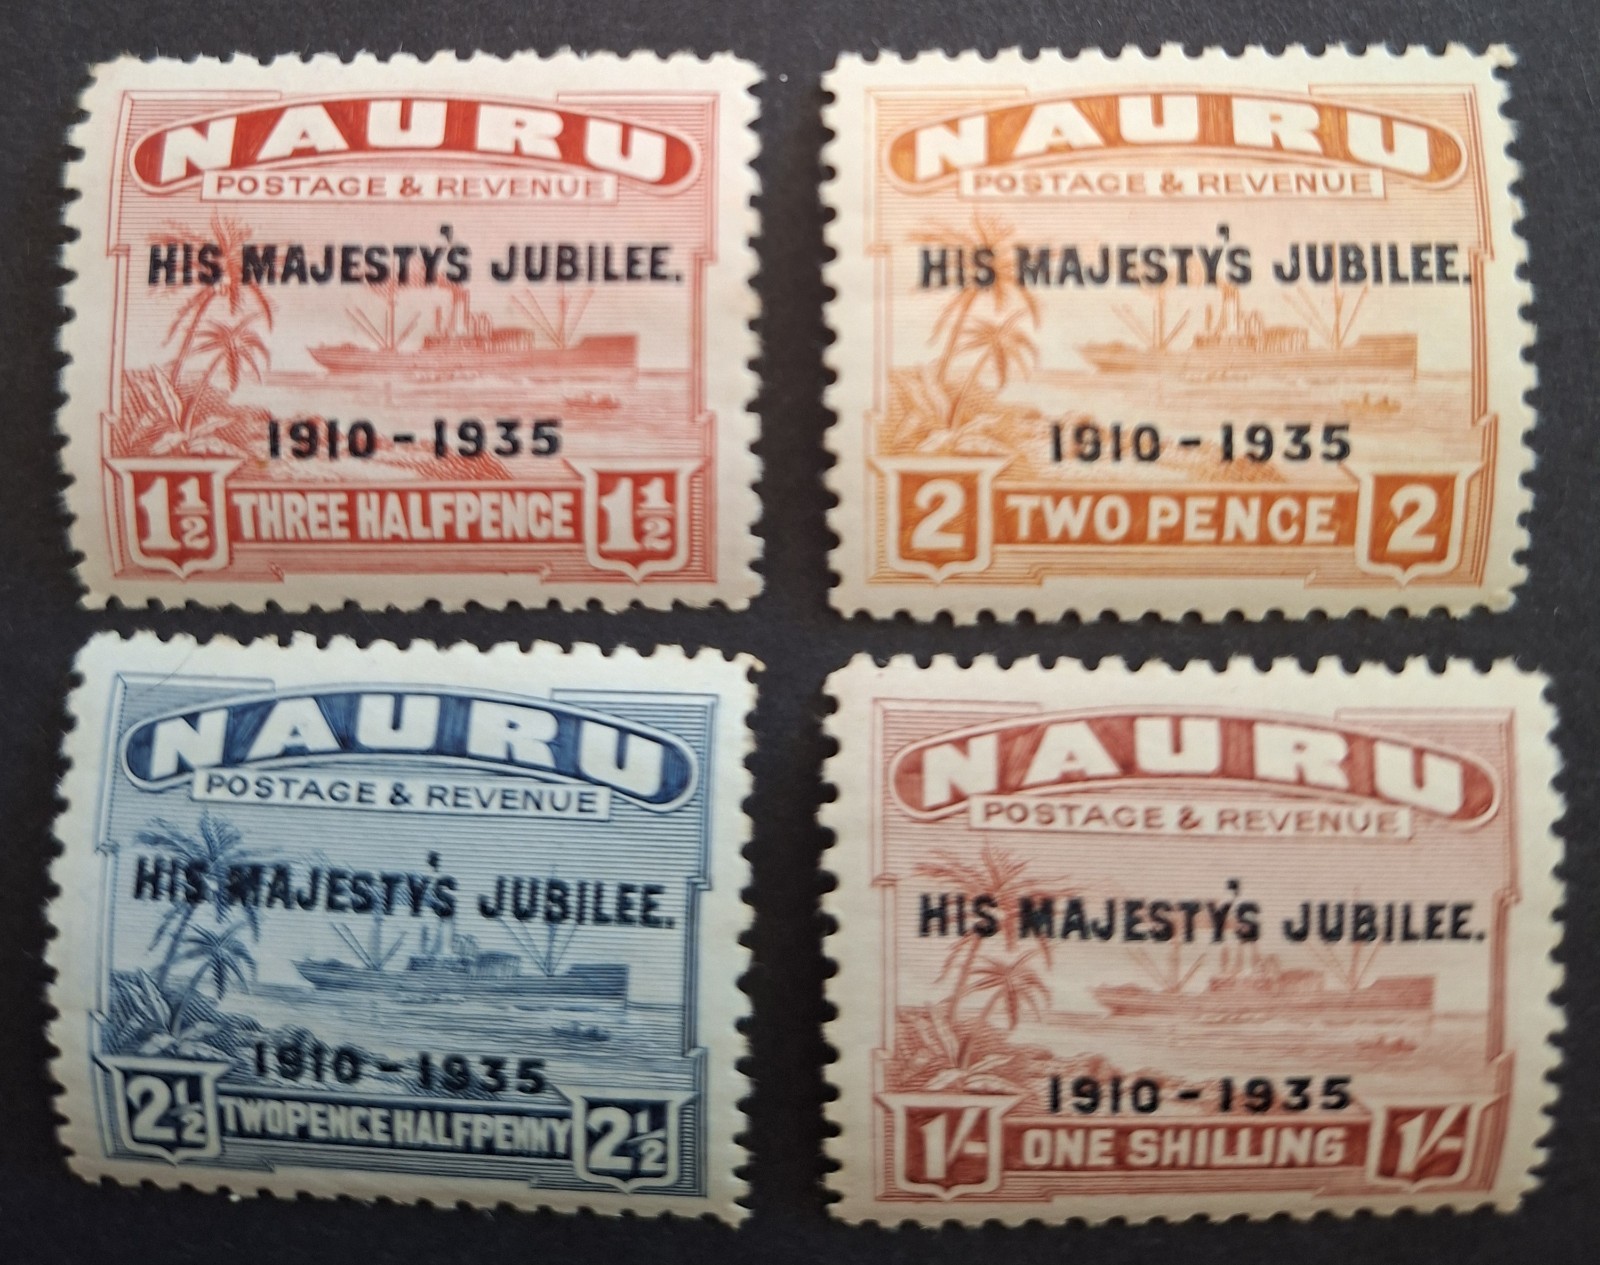 NAURU
POSTAGE & REVENUE
HIS MAJESTY'S JUBILEE.
1910 - 1935
1½ THREE HALFPENCE 1½
NAURU
POSTAGE & REVENUE
HIS MAJESTY'S JUBILEE.
1910 - 1935
2 TWO PENCE 2
NAURU
POSTAGE & REVENUE
HIS MAJESTY'S JUBILEE.
1910 - 1935
2½ TWOPENCE HALFPENNY 2½
NAURU
POSTAGE & REVENUE
HIS MAJESTY'S JUBILEE.
1910 - 1935
1/- ONE SHILLING 1/-